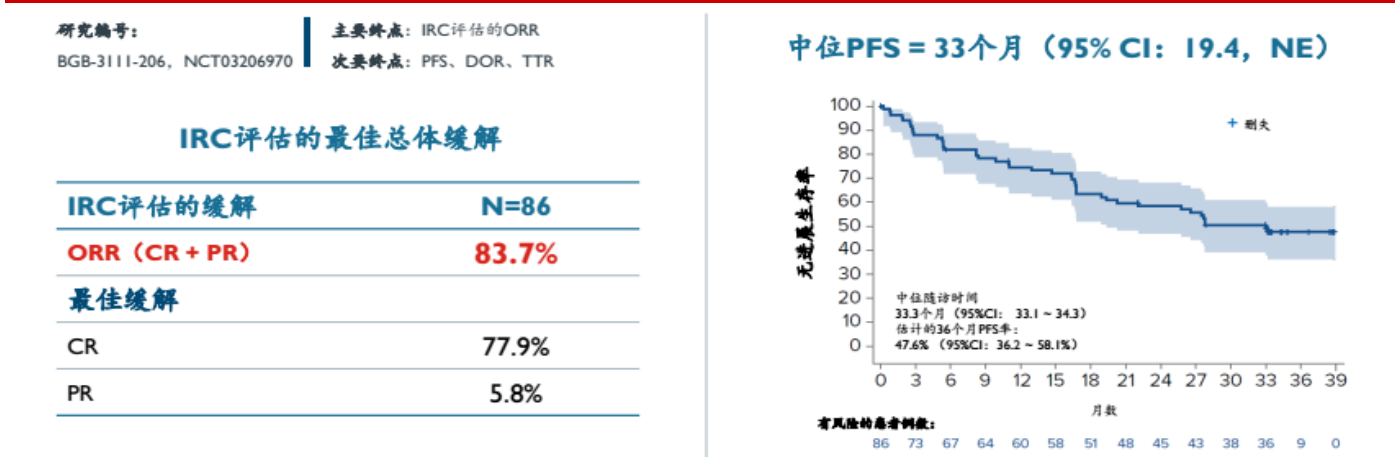 研究编号：
BGB-3111-206，NCT03206970
主要终点：IRC评估的ORR
次要终点：PFS、DOR、TTR
IRC评估的最佳总体缓解
IRC评估的缓解 N=86
ORR（CR + PR） 83.7%
最佳缓解
CR 77.9%
PR 5.8%
中位PFS = 33个月（95% CI：19.4，NE）
+ 删失
无进展生存率
100
90
80
70
60
50
40
30
20
10
0
中位随访时间
33.3个月（95%CI： 33.1 ~ 34.3）
估计的36个月PFS率：
47.6% （95%CI：36.2 ~ 58.1%）
0 3 6 9 12 15 18 21 24 27 30 33 36 39
月数
有风险的患者例数：
86 73 67 64 60 58 51 48 45 43 38 36 9 0